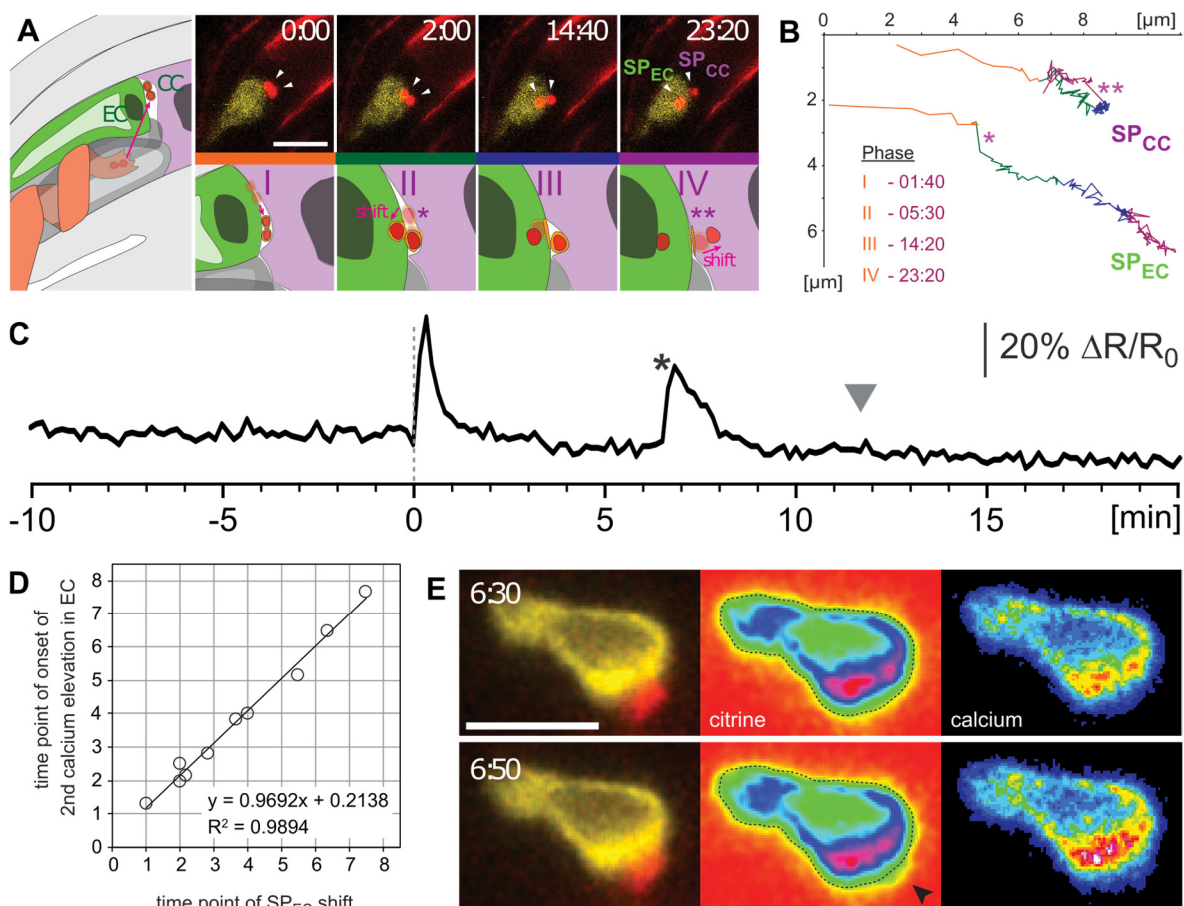 A
0:00
2:00
14:40
23:20
SPEC
SPCC
CC
EC
I
II
III
IV
shift
*
**
shift
B
0
2
4
6
8
[µm]
2
4
6
[µm]
**
SPCC
*
SPEC
Phase
I - 01:40
II - 05:30
III - 14:20
IV - 23:20
C
*
20% ΔR/R0
-10
-5
0
5
10
15
[min]
D
time point of onset of
2nd calcium elevation in EC
8
7
6
5
4
3
2
1
0
y = 0.9692x + 0.2138
R² = 0.9894
0 1 2 3 4 5 6 7 8
time point of SPEC shift
E
6:30
citrine
calcium
6:50